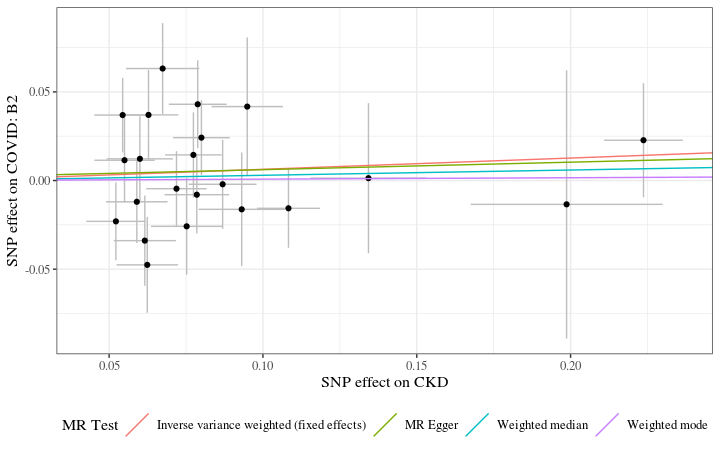 SNP effect on COVID: B2
0.05
0.00
-0.05
0.05 0.10 0.15 0.20
SNP effect on CKD
MR Test Inverse variance weighted (fixed effects) MR Egger Weighted median Weighted mode